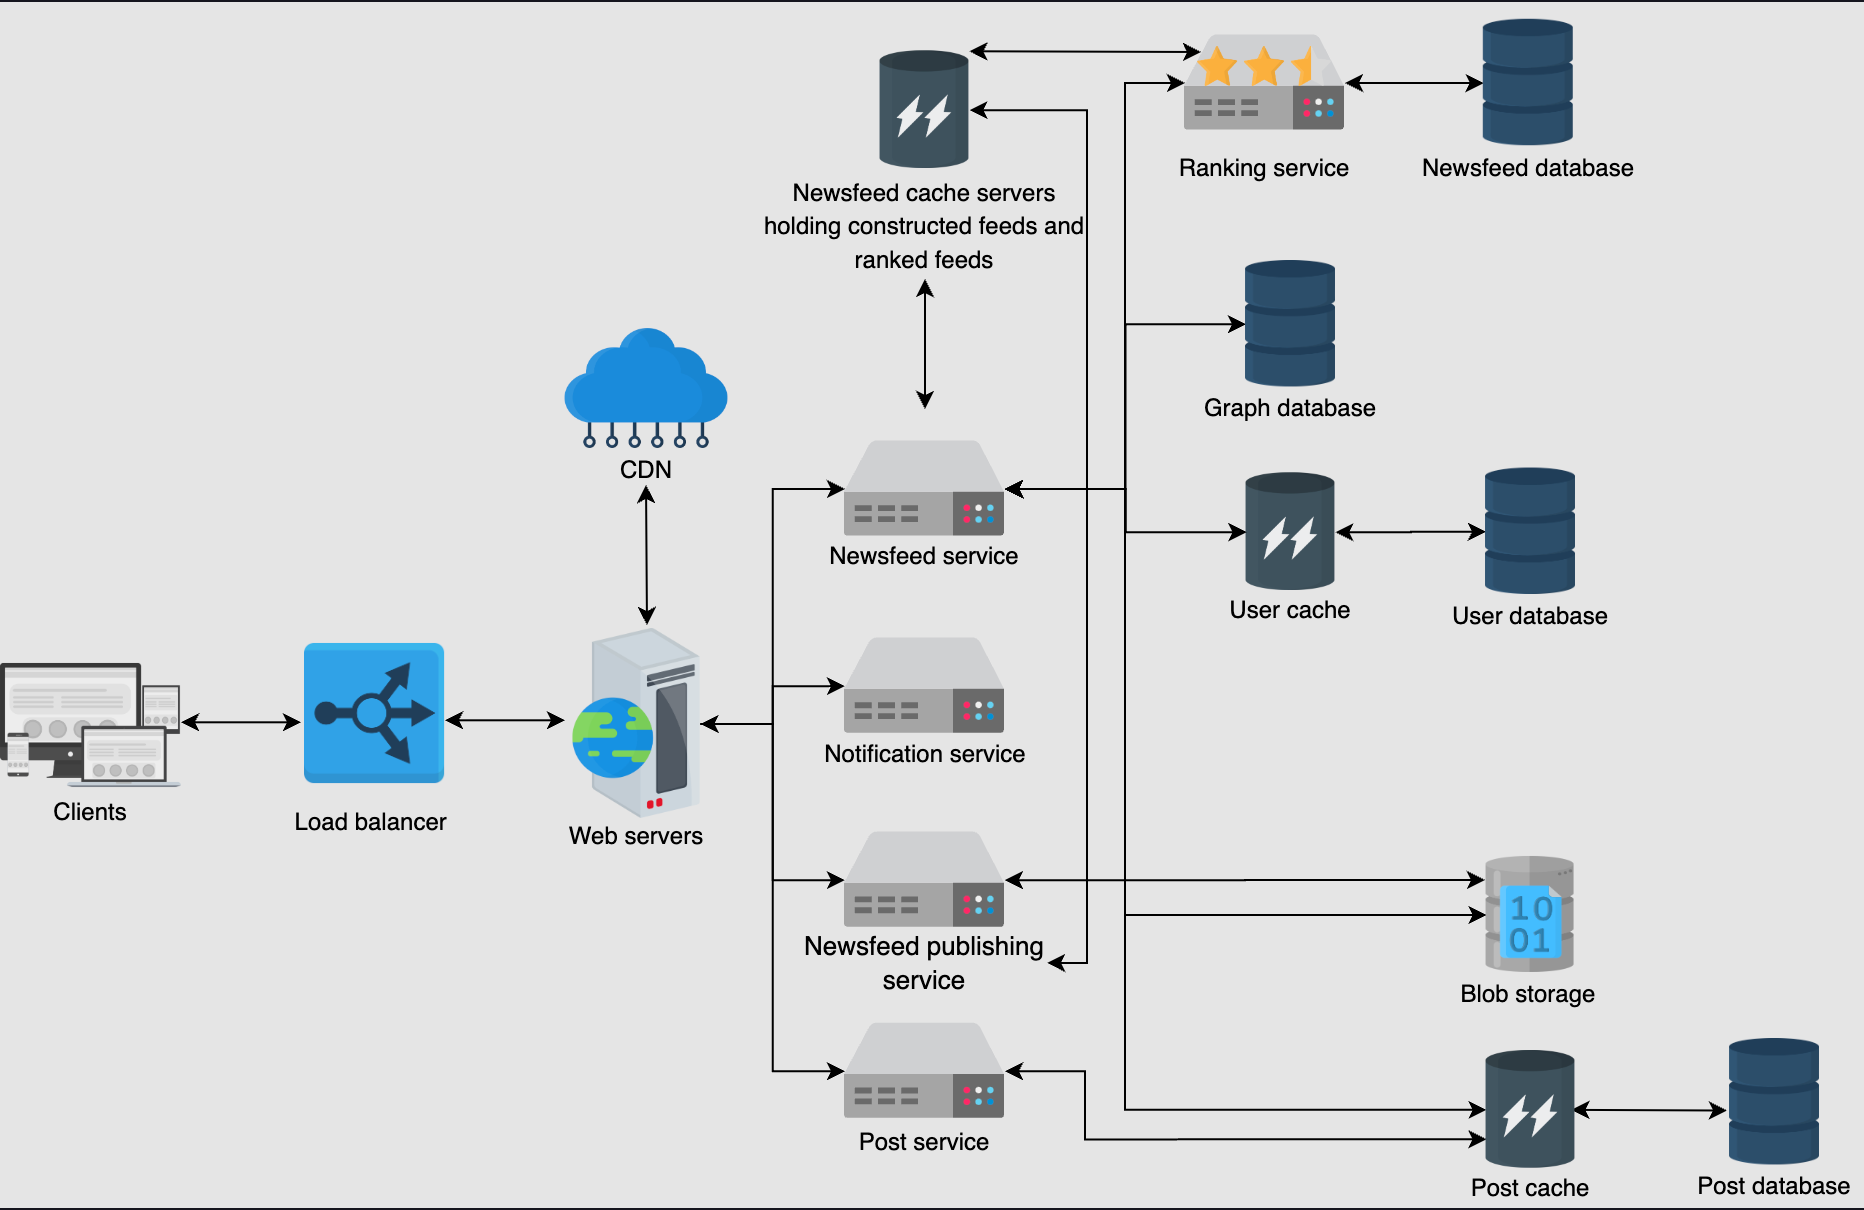 Newsfeed cache servers
holding constructed feeds and
ranked feeds
Ranking service
Newsfeed database
Graph database
CDN
Newsfeed service
User cache
User database
Notification service
Clients
Load balancer
Web servers
Newsfeed publishing
service
10
01
Blob storage
Post service
Post cache
Post database